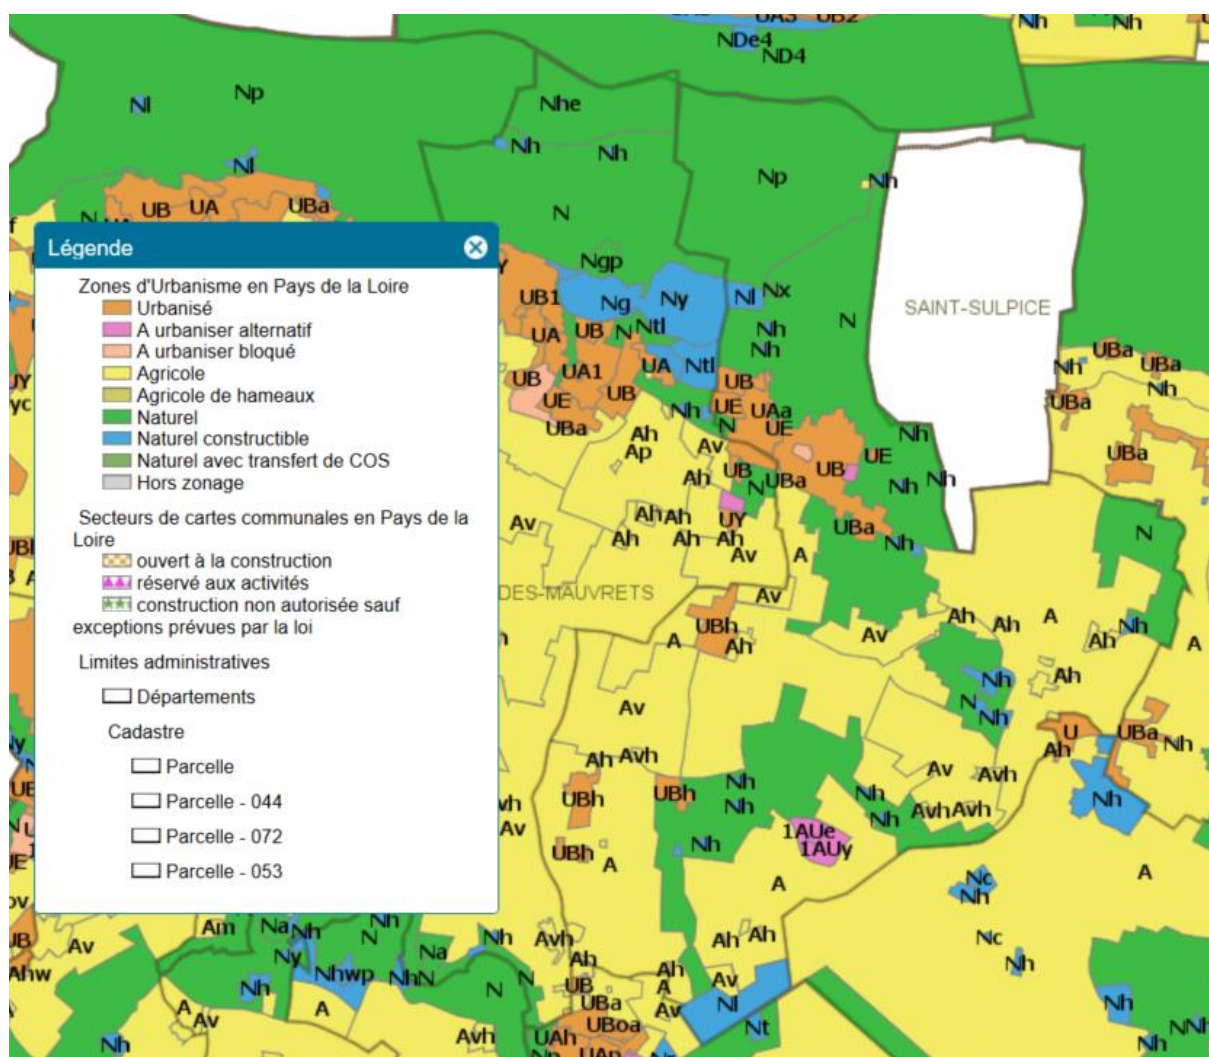 UA3 UB2
Nh Nh
NDe4
ND4
Np
Nl
Nhe
Nh
Nh
Nl
Np
Nh
UB UA UBa
N
N
Légende
Zones d'Urbanisme en Pays de la Loire
Urbanisé
A urbaniser alternatif
A urbaniser bloqué
Agricole
Agricole de hameaux
Naturel
Naturel constructible
Naturel avec transfert de COS
Hors zonage
Secteurs de cartes communales en Pays de la
Loire
ouvert à la construction
réservé aux activités
construction non autorisée sauf
exceptions prévues par la loi
Limites administratives
Départements
Cadastre
Parcelle
Parcelle - 044
Parcelle - 072
Parcelle - 053
Ngp
UB1 Ng Ny Nl Nx
SAINT-SULPICE
UA UB N Ntl Nh N
Nh
UBa UBa
UA1 UA Ntl
Nh Nh
UB UB UB
UE Nh UE UAa
UBa
UBa Ah Av N UE
Nh
Ap UE
UBa
Ah UB UB
N UBa Nh Nh
Av AhAh UY UBa
N
Ah Ah Ah
Av A Nh
DES-MAUVRETS
Av
UBh
A Ah Av Ah Ah A Nh
Ah A
Nh Ah
Av N
Nh
U UBa
Ah Nh
Ah Avh
Av Avh
UBh UBh Nh
Nh
Nh
Nh AvhAvh
Nh
Av
1AUe
1AUy
Nh
UBh
A A
Nc
Nh
A
Am Na Nh Nh
N
Av Ny Na Nh Avh Ah Ah
Nc
Ahw Nhwp NhN N Ah Ah
A Av
Nh
Nh
N UB
A UBa Av Nl
Nh
A
Av
UBoa Nt
Nh Avh UAh
Nh